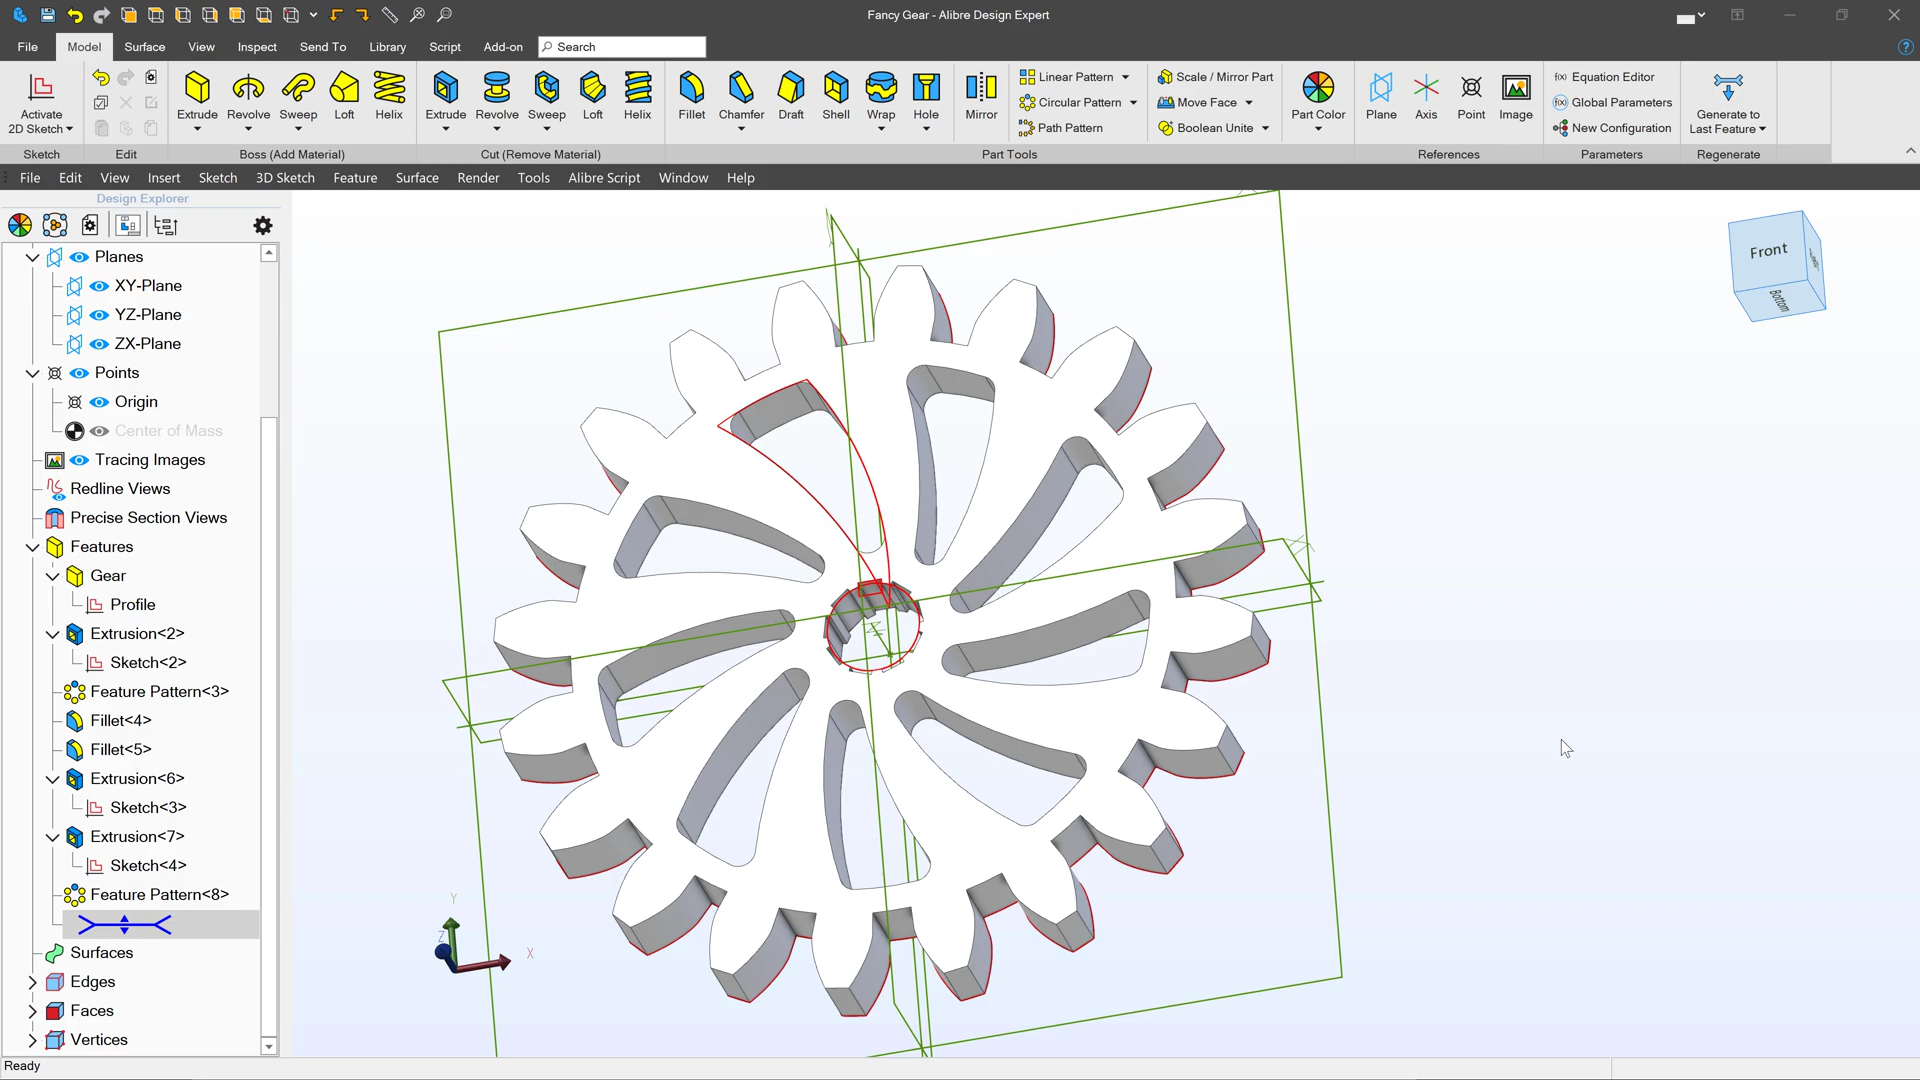 Fancy Gear - Alibre Design Expert
File Model Surface View Inspect Send To Library Script Add-on Search
Activate 2D Sketch
Sketch
Edit
Extrude Revolve Sweep Loft Helix
Boss (Add Material)
Extrude Revolve Sweep Loft Helix
Cut (Remove Material)
Fillet Chamfer Draft Shell Wrap Hole Mirror
Linear Pattern
Circular Pattern
Path Pattern
Scale / Mirror Part
Move Face
Boolean Unite
Part Color
Part Tools
Plane Axis Point Image
References
f(x) Equation Editor
f(x) Global Parameters
New Configuration
Parameters
Generate to Last Feature
Regenerate
File Edit View Insert Sketch 3D Sketch Feature Surface Render Tools Alibre Script Window Help
Design Explorer
Planes
XY-Plane
YZ-Plane
ZX-Plane
Points
Origin
Center of Mass
Tracing Images
Redline Views
Precise Section Views
Features
Gear
Profile
Extrusion<2>
Sketch<2>
Feature Pattern<3>
Fillet<4>
Fillet<5>
Extrusion<6>
Sketch<3>
Extrusion<7>
Sketch<4>
Feature Pattern<8>
Surfaces
Edges
Faces
Vertices
Front
Bottom
Y
Z
X
Ready